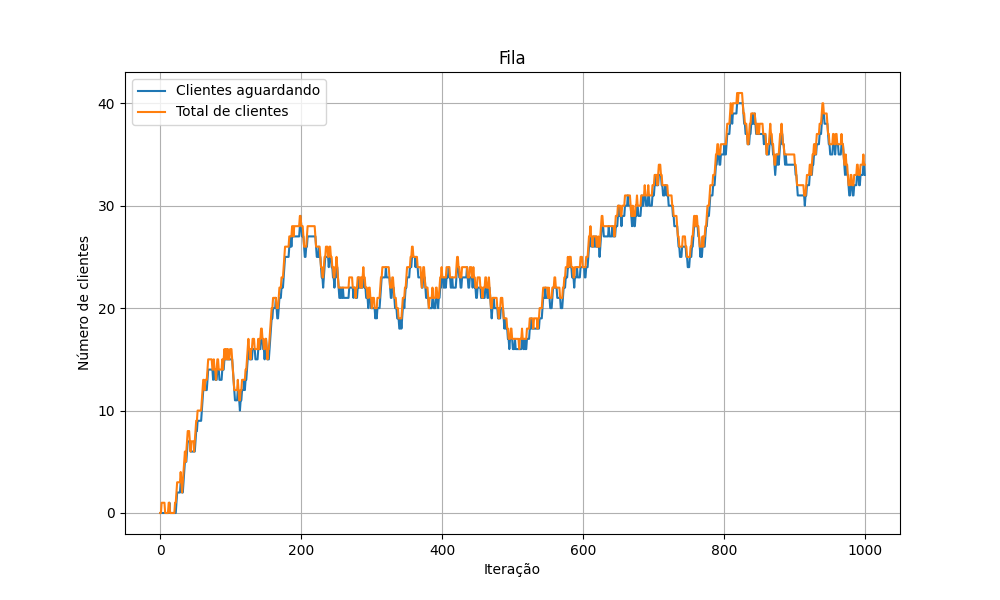 Fila
Clientes aguardando
Total de clientes
Número de clientes
40
30
20
10
0
0 200 400 600 800 1000
Iteração